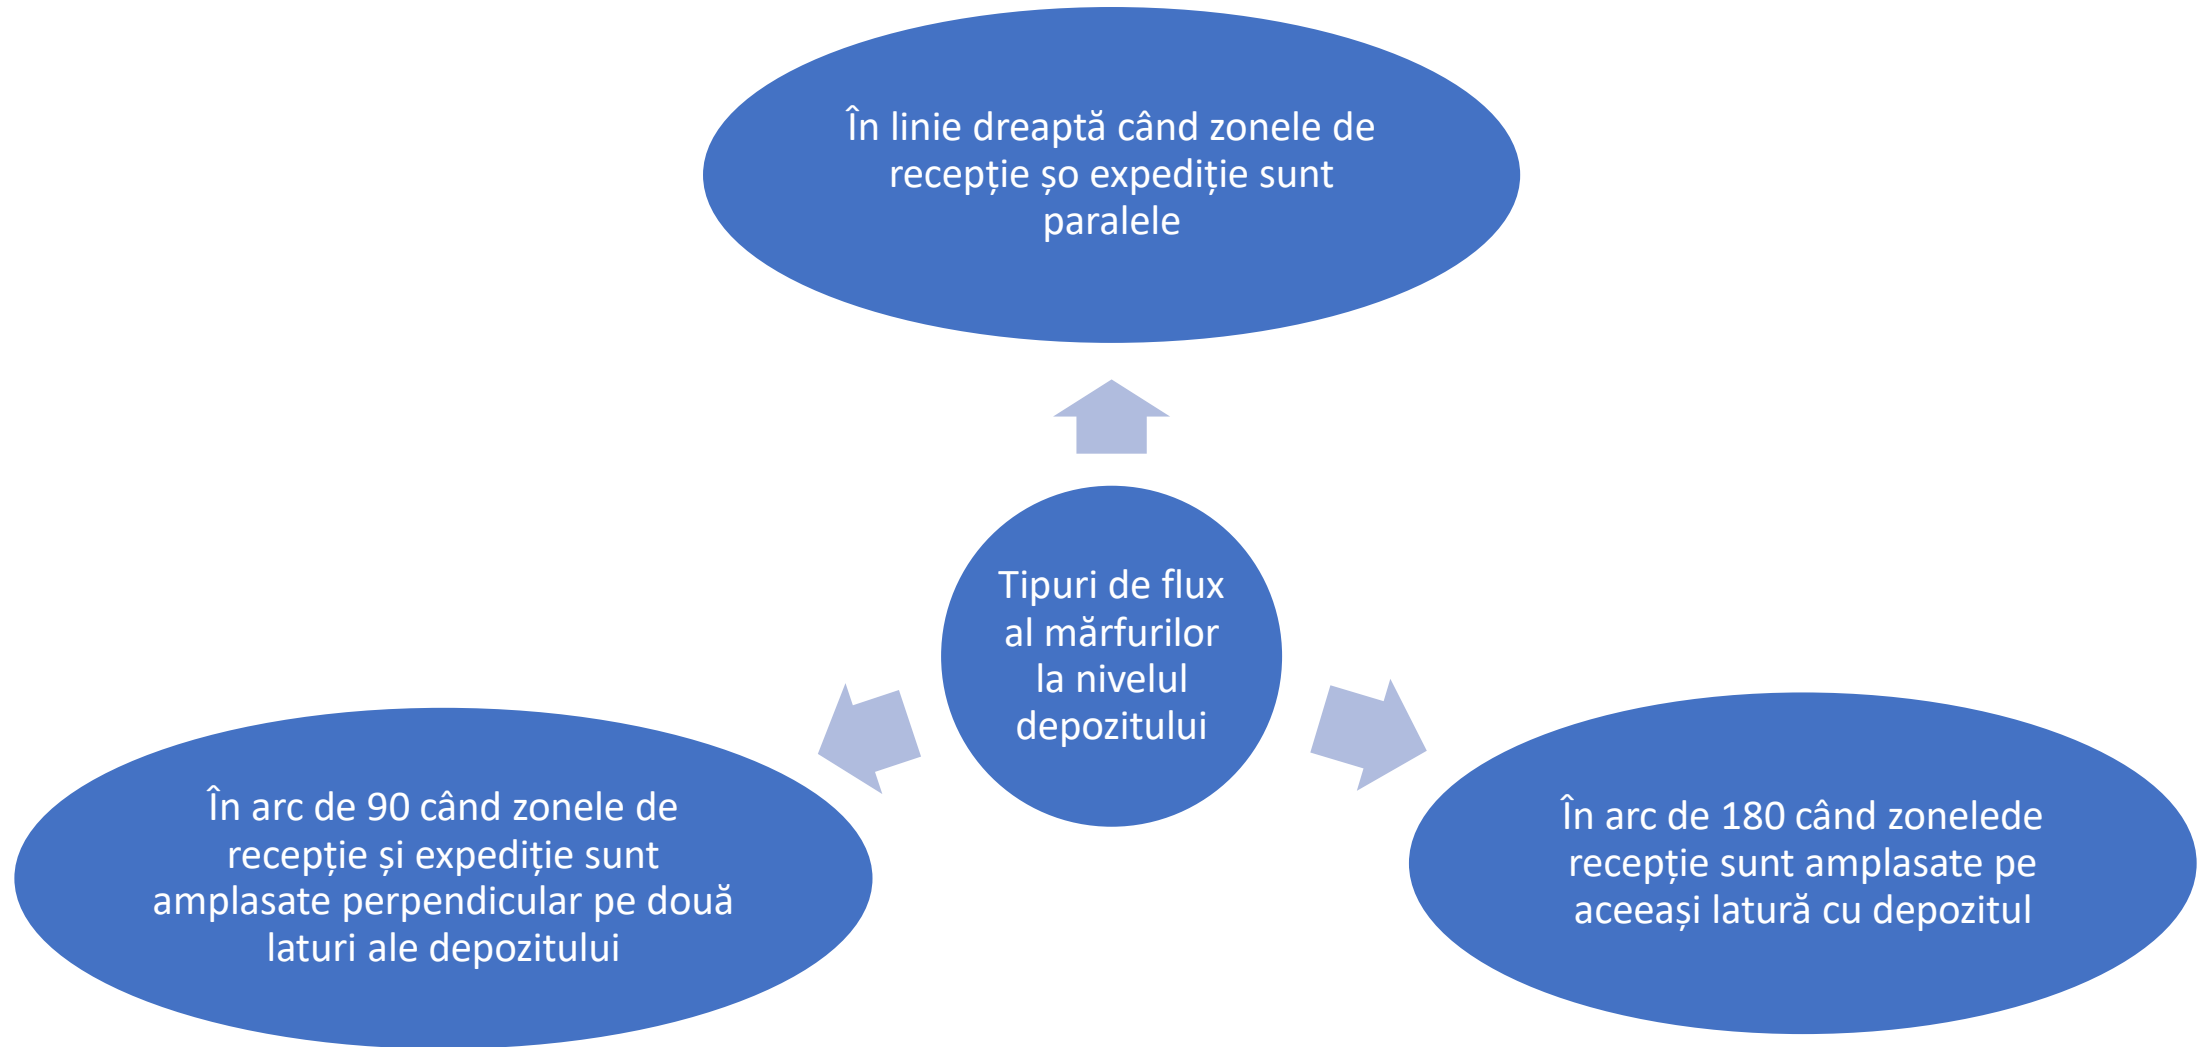 În linie dreaptă când zonele de
recepție șo expediție sunt
paralele
Tipuri de flux
al mărfurilor
la nivelul
depozitului
În arc de 90 când zonele de
recepție și expediție sunt
amplasate perpendicular pe două
laturi ale depozitului
În arc de 180 când zonelede
recepție sunt amplasate pe
aceeași latură cu depozitul